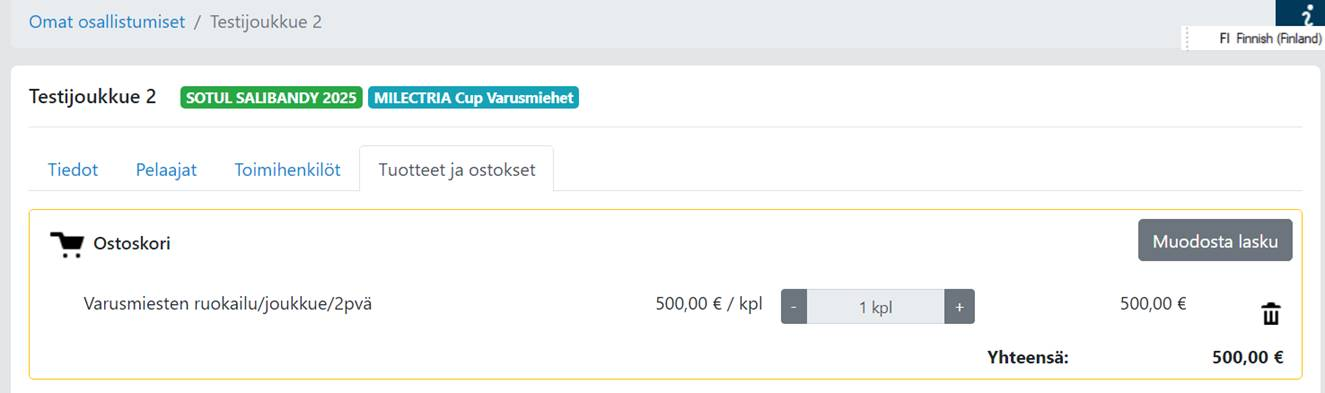 Omat osallistumiset / Testijoukkue 2
FI Finnish (Finland)
Testijoukkue 2 SOTUL SALIBANDY 2025 MILECTRIA Cup Varusmiehet
Tiedot Pelaajat Toimihenkilöt Tuotteet ja ostokset
Ostoskori Muodosta lasku
Varusmiesten ruokailu/joukkue/2pvä 500,00 € / kpl - 1 kpl + 500,00 €
Yhteensä: 500,00 €